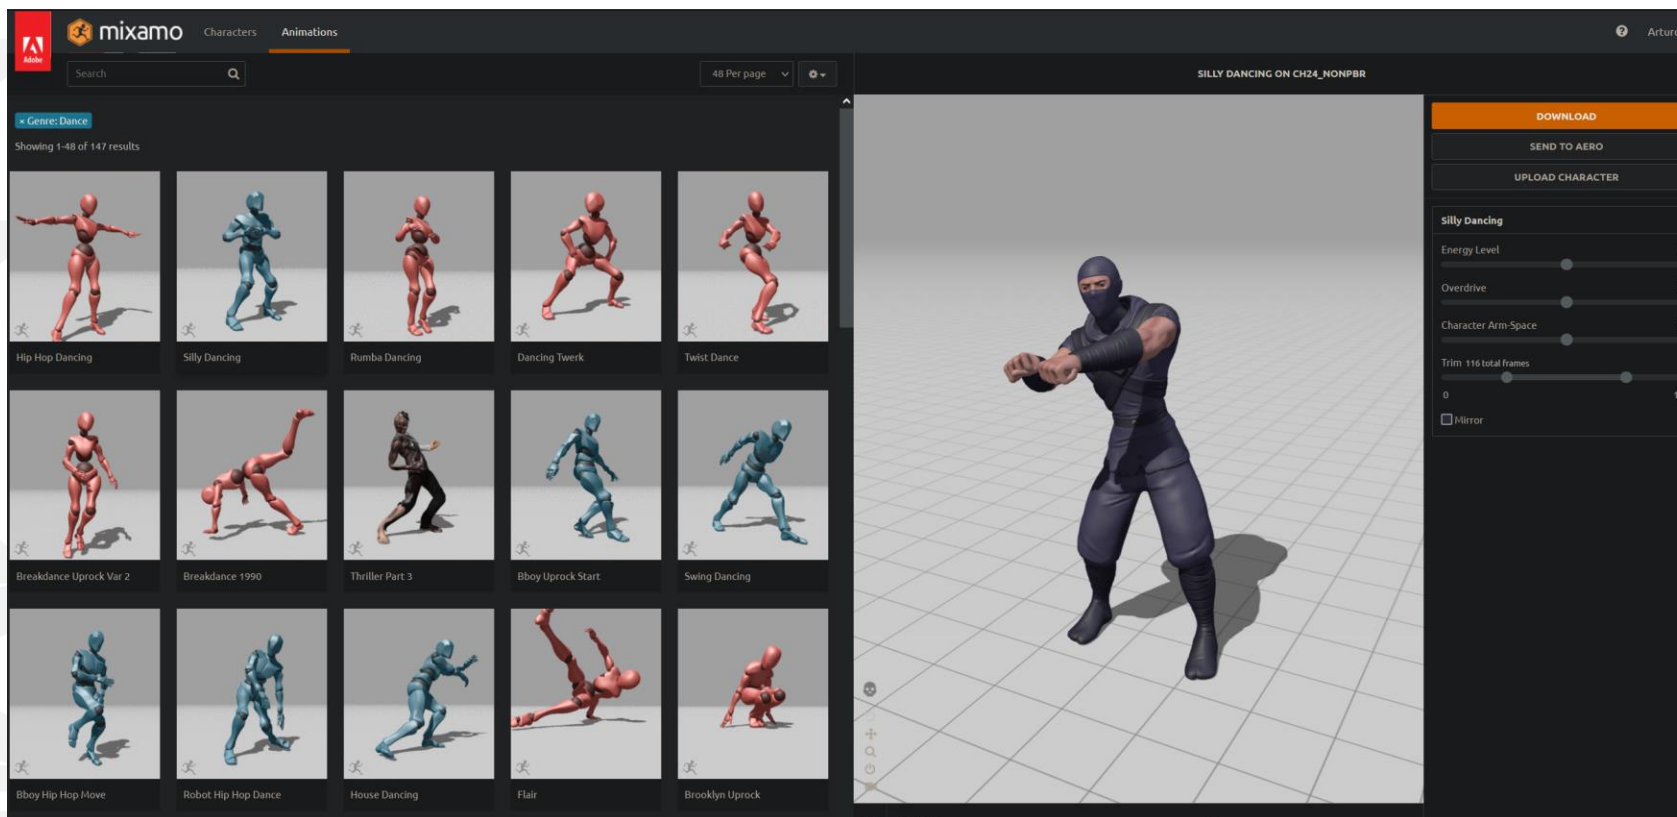 Adobe
mixamo
Characters
Animations
Search
48 Per page
SILLY DANCING ON CH24_NONPBR
× Genre: Dance
Showing 1-48 of 147 results
Hip Hop Dancing
Silly Dancing
Rumba Dancing
Dancing Twerk
Twist Dance
Breakdance Uprock Var 2
Breakdance 1990
Thriller Part 3
Bboy Uprock Start
Swing Dancing
Bboy Hip Hop Move
Robot Hip Hop Dance
House Dancing
Flair
Brooklyn Uprock
DOWNLOAD
SEND TO AERO
UPLOAD CHARACTER
Silly Dancing
Energy Level
Overdrive
Character Arm-Space
Trim 116 total frames
0
Mirror